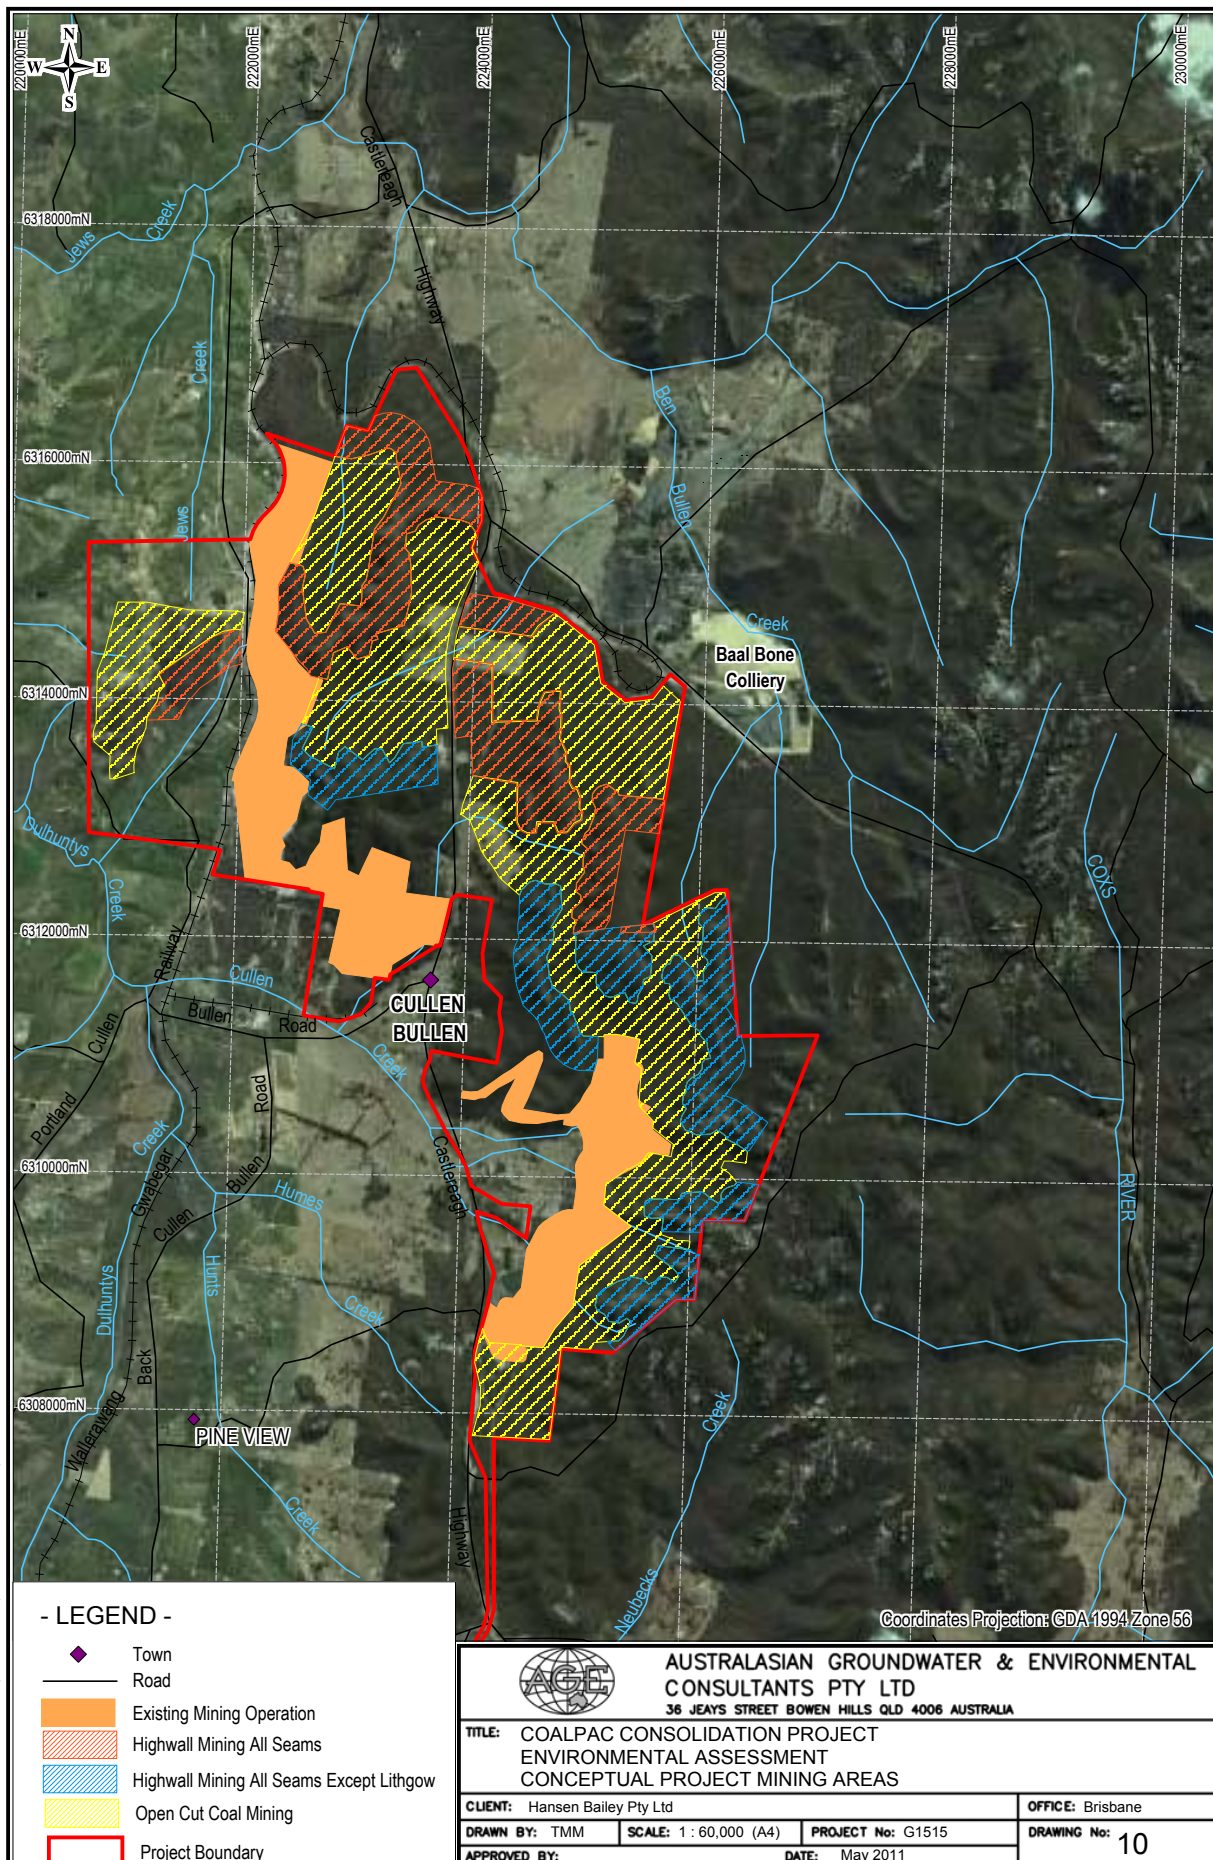 220000mE
222000mE
224000mE
226000mE
228000mE
230000mE
N
W E
S
Castlereagh
Highway
6318000mN
Jews
Creek
Creek
Jews
6316000mN
Ben
Bullen
Creek
Baal Bone
Colliery
6314000mN
Dulhuntys
Creek
COXS
RIVER
6312000mN
Railway
Cullen
Creek
Bullen
Road
CULLEN
BULLEN
Cullen
Portland
Road
Bullen
Cullen
Creek
Gwabegar
6310000mN
Castlereagh
Humes
Creek
Hunts
Dulhuntys
Back
6308000mN
Wallerawang
PINE VIEW
Creek
Highway
Creek
Neubecks
Coordinates Projection: GDA 1994 Zone 56
- LEGEND -
Town
Road
Existing Mining Operation
Highwall Mining All Seams
Highwall Mining All Seams Except Lithgow
Open Cut Coal Mining
Project Boundary
AGE
AUSTRALASIAN GROUNDWATER & ENVIRONMENTAL
CONSULTANTS PTY LTD
36 JEAYS STREET BOWEN HILLS QLD 4006 AUSTRALIA
TITLE: COALPAC CONSOLIDATION PROJECT
ENVIRONMENTAL ASSESSMENT
CONCEPTUAL PROJECT MINING AREAS
CLIENT: Hansen Bailey Pty Ltd
OFFICE: Brisbane
DRAWN BY: TMM
SCALE: 1 : 60,000 (A4)
PROJECT No: G1515
DRAWING No: 10
APPROVED BY:
DATE: May 2011